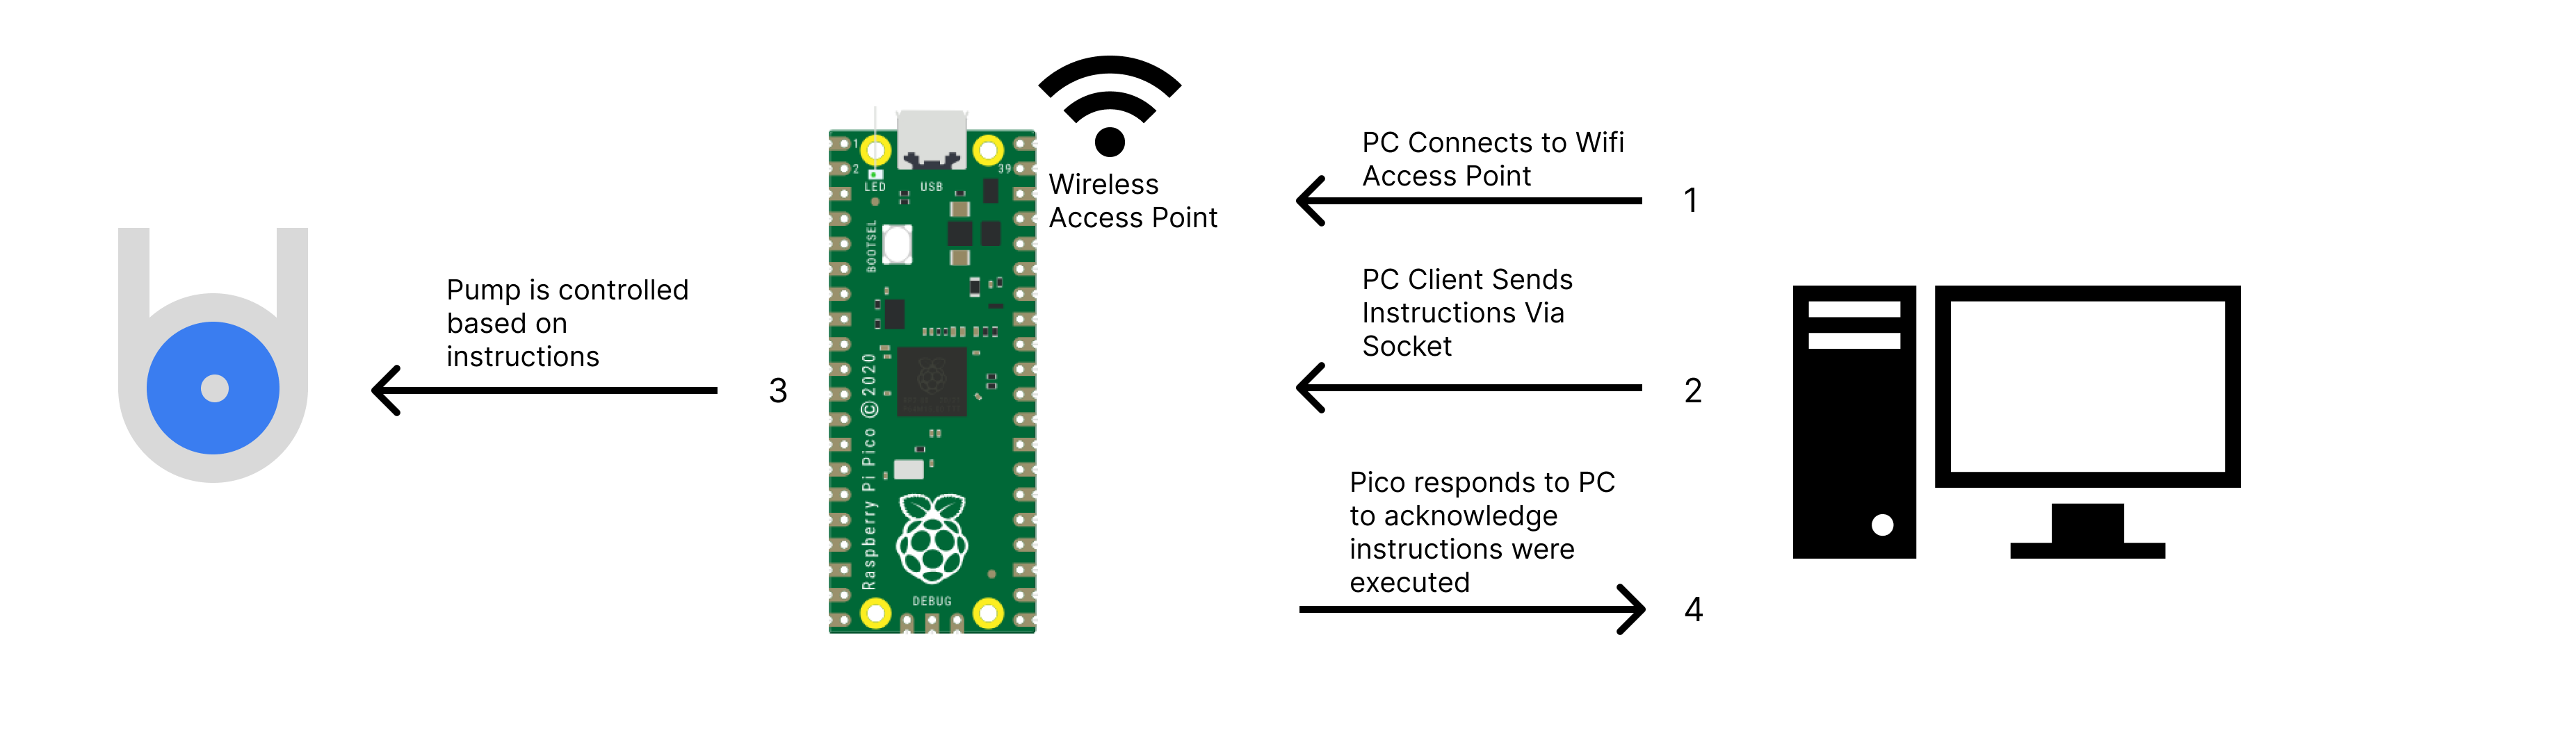 Wireless
Access Point
PC Connects to Wifi
Access Point
1
PC Client Sends
Instructions Via
Socket
2
Pump is controlled
based on
instructions
3
Pico responds to PC
to acknowledge
instructions were
executed
4
1
2
39
LED
USB
BOOTSEL
Raspberry Pi Pico © 2020
DEBUG